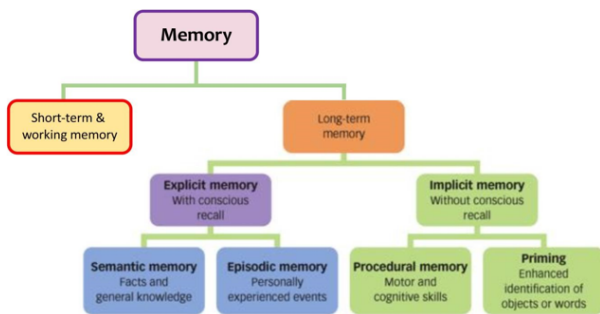 Memory
Short-term &
working memory
Long-term
memory
Explicit memory
With conscious
recall
Implicit memory
Without conscious
recall
Semantic memory
Facts and
general knowledge
Episodic memory
Personally
experienced events
Procedural memory
Motor and
cognitive skills
Priming
Enhanced
identification of
objects or words